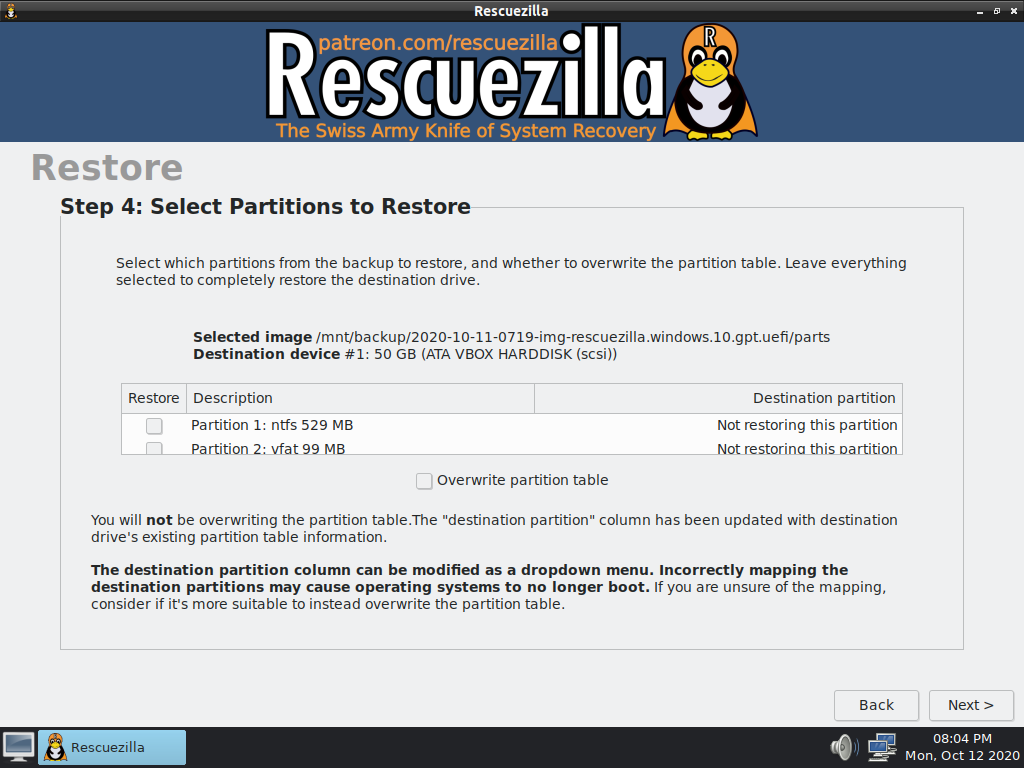 Rescuezilla
patreon.com/rescuezilla
R
Rescuezilla
The Swiss Army Knife of System Recovery
Restore
Step 4: Select Partitions to Restore
Select which partitions from the backup to restore, and whether to overwrite the partition table. Leave everything
selected to completely restore the destination drive.
Selected image /mnt/backup/2020-10-11-0719-img-rescuezilla.windows.10.gpt.uefi/parts
Destination device #1: 50 GB (ATA VBOX HARDDISK (scsi))
Restore Description Destination partition
Partition 1: ntfs 529 MB Not restoring this partition
Partition 2: vfat 99 MB Not restoring this partition
Overwrite partition table
You will not be overwriting the partition table.The "destination partition" column has been updated with destination
drive's existing partition table information.
The destination partition column can be modified as a dropdown menu. Incorrectly mapping the
destination partitions may cause operating systems to no longer boot. If you are unsure of the mapping,
consider if it's more suitable to instead overwrite the partition table.
Back Next >
Rescuezilla
08:04 PM
Mon, Oct 12 2020